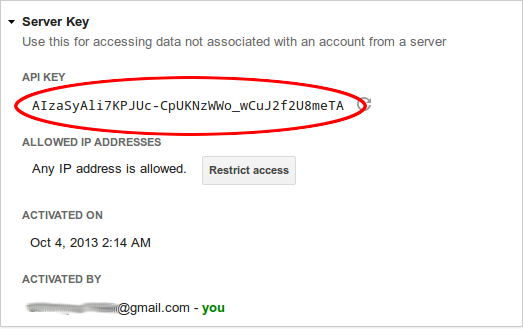 Server Key
Use this for accessing data not associated with an account from a server
API KEY
AIzaSyAli7KPJUc-CpUKNzWWo_wCuJ2f2U8meTA
ALLOWED IP ADDRESSES
Any IP address is allowed. Restrict access
ACTIVATED ON
Oct 4, 2013 2:14 AM
ACTIVATED BY
@gmail.com - you